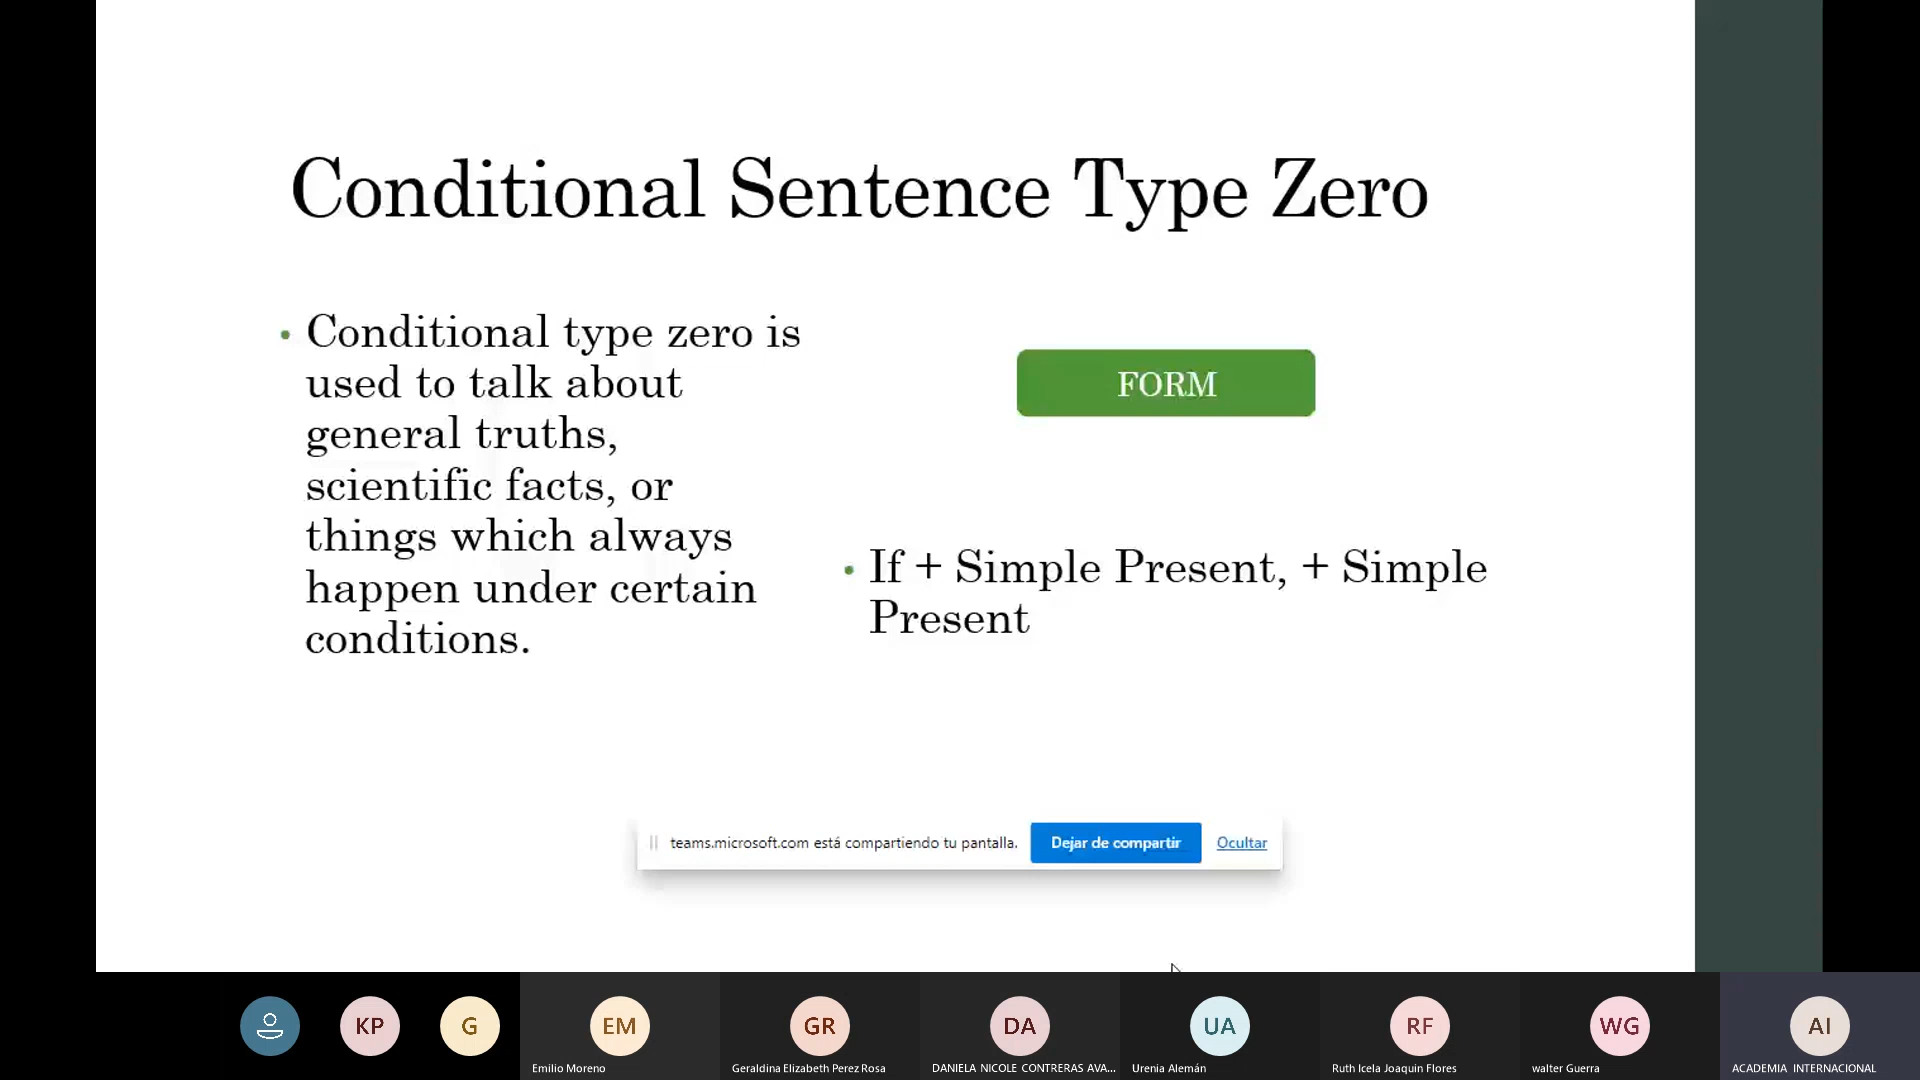 Conditional Sentence Type Zero
• Conditional type zero is
used to talk about
general truths,
scientific facts, or
things which always
happen under certain
conditions.
FORM
• If + Simple Present, + Simple
Present
teams.microsoft.com está compartiendo tu pantalla.
Dejar de compartir
Ocultar
KP
G
EM
GR
DA
UA
RF
WG
AI
Emilio Moreno
Geraldina Elizabeth Perez Rosa
DANIELA NICOLE CONTRERAS AVA...
Urenia Alemán
Ruth Icela Joaquin Flores
walter Guerra
ACADEMIA INTERNACIONAL